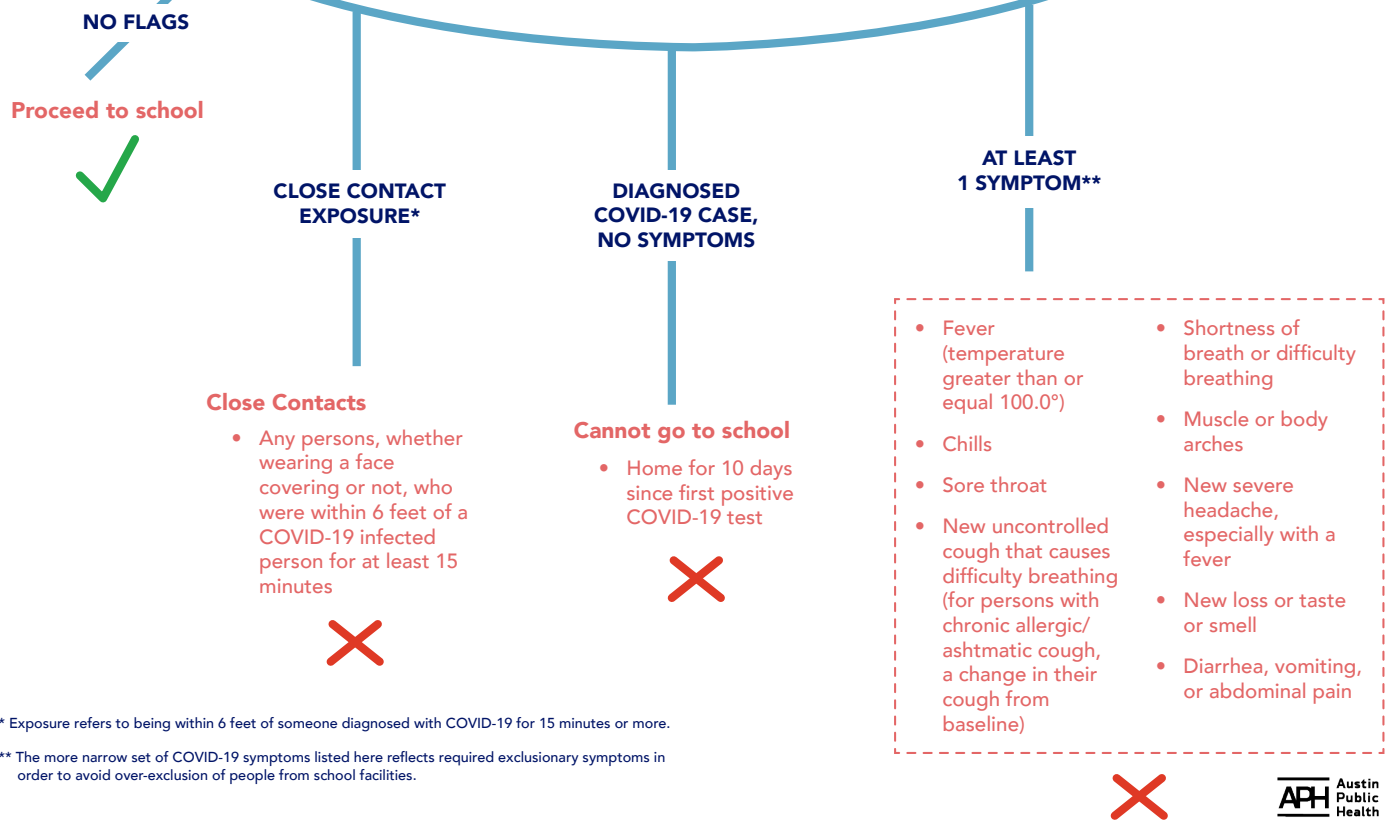 NO FLAGS
Proceed to school
CLOSE CONTACT
EXPOSURE*
Close Contacts
• Any persons, whether
wearing a face
covering or not, who
were within 6 feet of a
COVID-19 infected
person for at least 15
minutes
DIAGNOSED
COVID-19 CASE,
NO SYMPTOMS
Cannot go to school
• Home for 10 days
since first positive
COVID-19 test
AT LEAST
1 SYMPTOM**
• Fever
(temperature
greater than or
equal 100.0°)
• Chills
• Sore throat
• New uncontrolled
cough that causes
difficulty breathing
(for persons with
chronic allergic/
ashtmatic cough,
a change in their
cough from
baseline)
• Shortness of
breath or difficulty
breathing
• Muscle or body
arches
• New severe
headache,
especially with a
fever
• New loss or taste
or smell
• Diarrhea, vomiting,
or abdominal pain
* Exposure refers to being within 6 feet of someone diagnosed with COVID-19 for 15 minutes or more.
** The more narrow set of COVID-19 symptoms listed here reflects required exclusionary symptoms in
order to avoid over-exclusion of people from school facilities.
APH
Austin
Public
Health